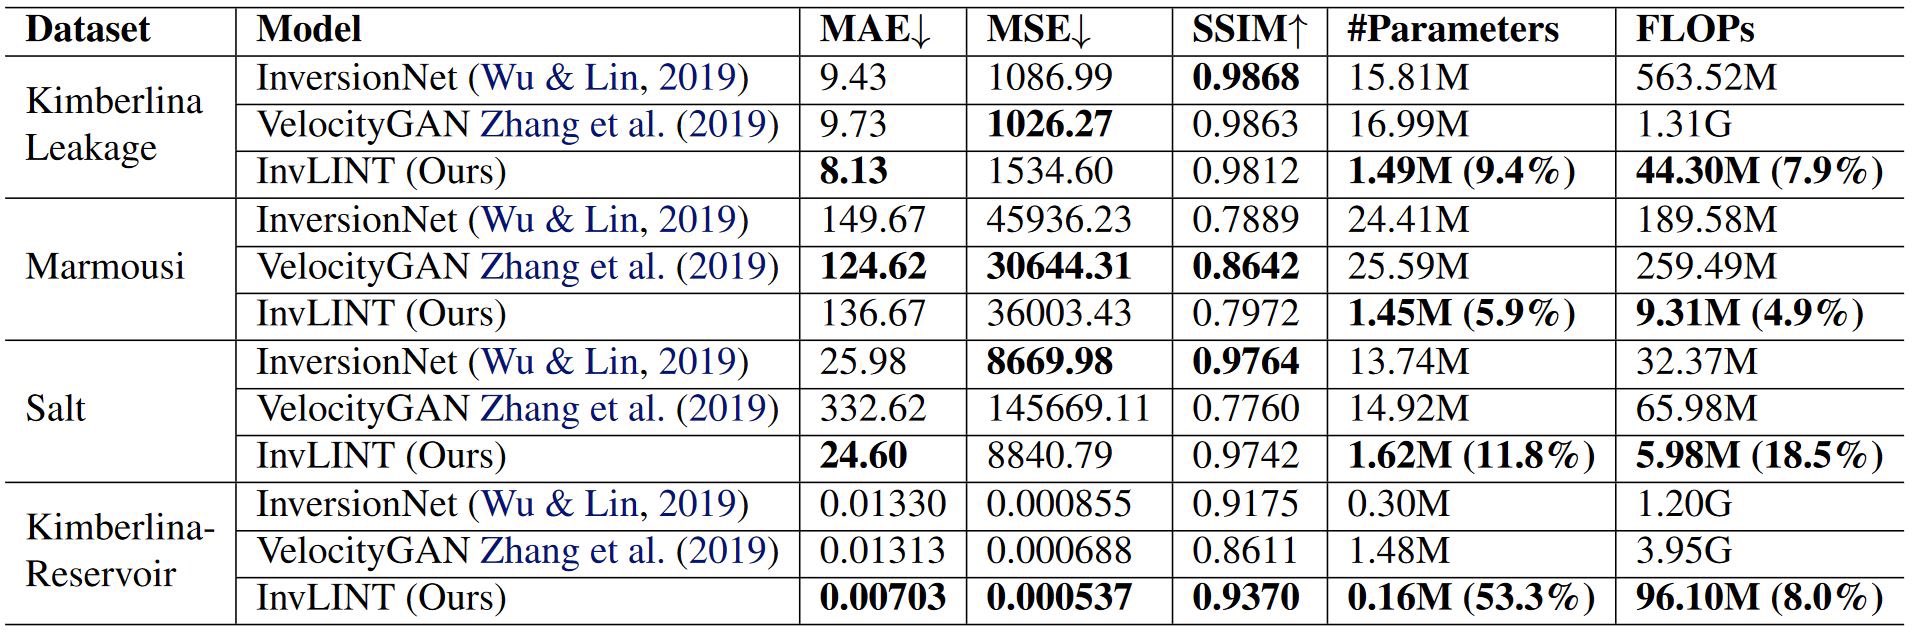 Dataset Model MAE↓ MSE↓ SSIM↑ #Parameters FLOPs
Kimberlina Leakage InversionNet (Wu & Lin, 2019) 9.43 1086.99 0.9868 15.81M 563.52M
VelocityGAN Zhang et al. (2019) 9.73 1026.27 0.9863 16.99M 1.31G
InvLINT (Ours) 8.13 1534.60 0.9812 1.49M (9.4%) 44.30M (7.9%)
Marmousi InversionNet (Wu & Lin, 2019) 149.67 45936.23 0.7889 24.41M 189.58M
VelocityGAN Zhang et al. (2019) 124.62 30644.31 0.8642 25.59M 259.49M
InvLINT (Ours) 136.67 36003.43 0.7972 1.45M (5.9%) 9.31M (4.9%)
Salt InversionNet (Wu & Lin, 2019) 25.98 8669.98 0.9764 13.74M 32.37M
VelocityGAN Zhang et al. (2019) 332.62 145669.11 0.7760 14.92M 65.98M
InvLINT (Ours) 24.60 8840.79 0.9742 1.62M (11.8%) 5.98M (18.5%)
Kimberlina-Reservoir InversionNet (Wu & Lin, 2019) 0.01330 0.000855 0.9175 0.30M 1.20G
VelocityGAN Zhang et al. (2019) 0.01313 0.000688 0.8611 1.48M 3.95G
InvLINT (Ours) 0.00703 0.000537 0.9370 0.16M (53.3%) 96.10M (8.0%)